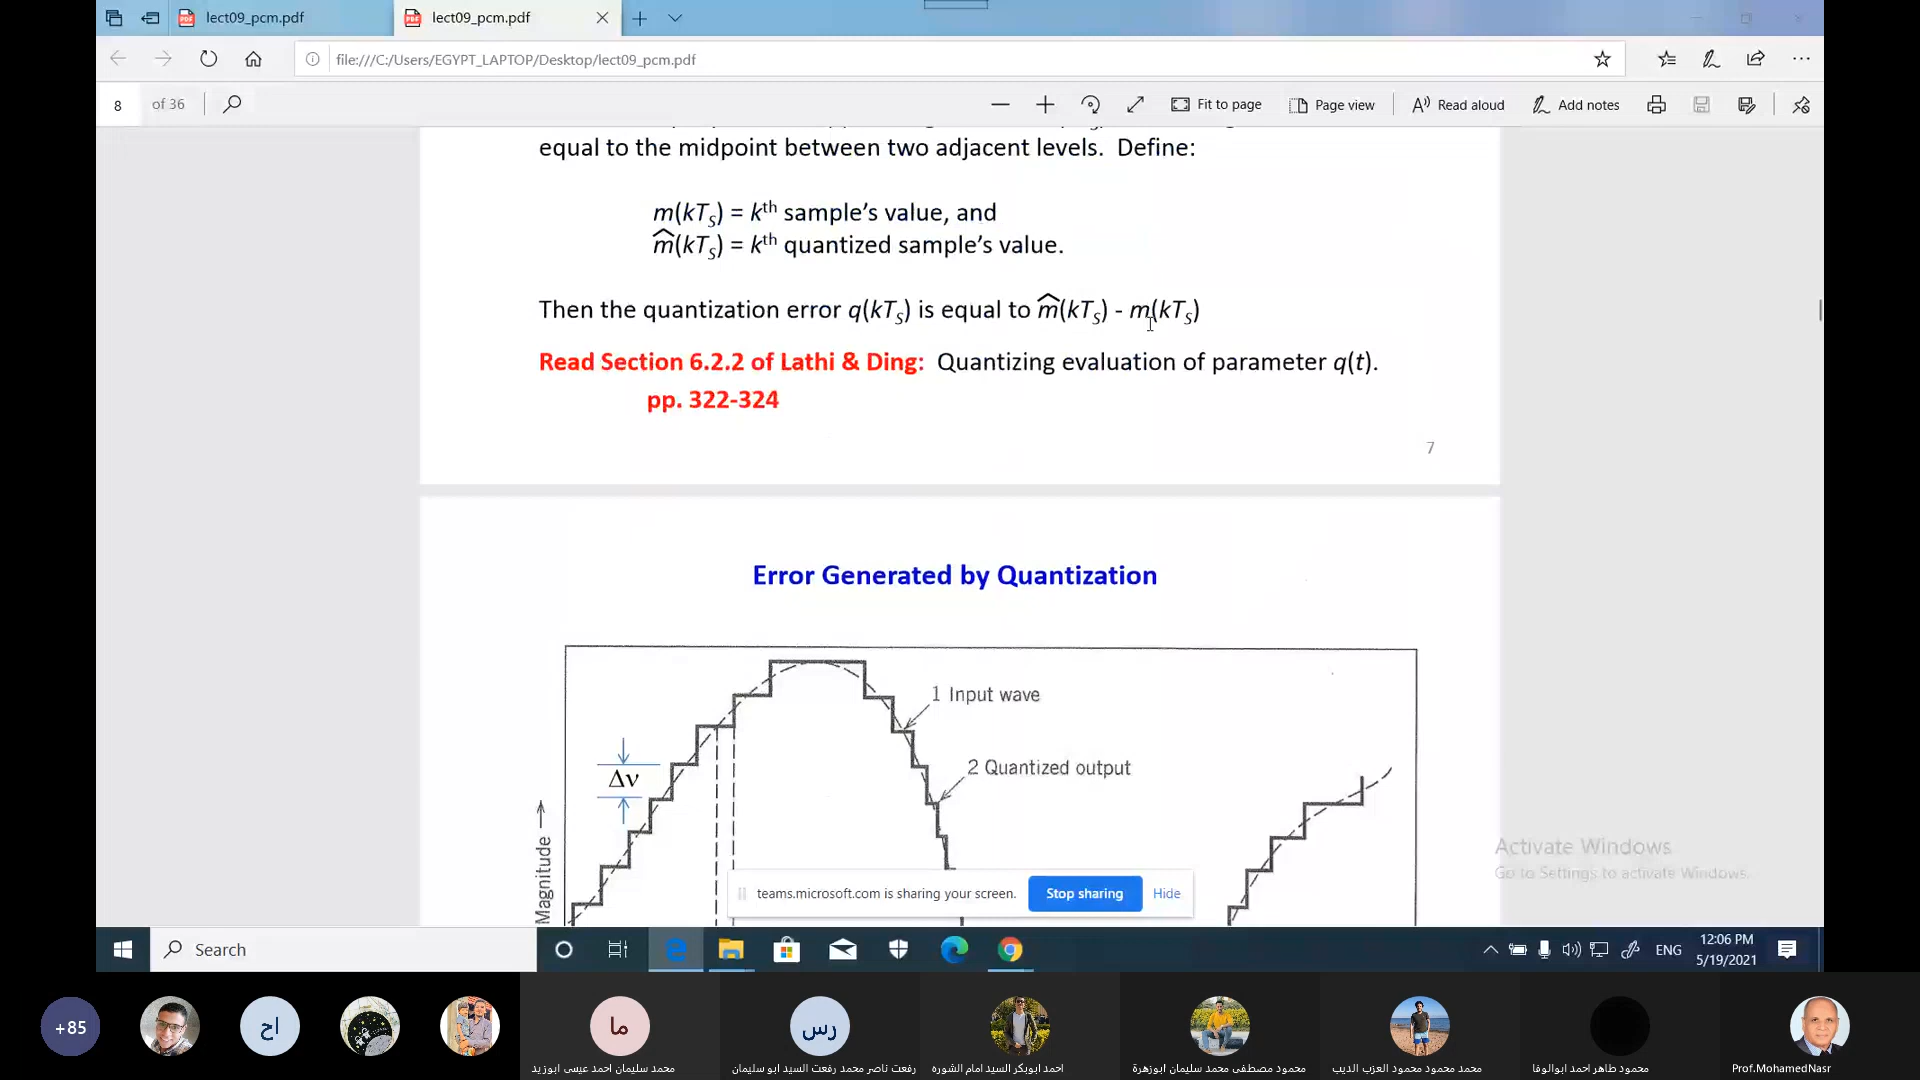 lect09_pcm.pdf
lect09_pcm.pdf
file:///C:/Users/EGYPT_LAPTOP/Desktop/lect09_pcm.pdf
8 of 36
Fit to page
Page view
Read aloud
Add notes
equal to the midpoint between two adjacent levels. Define:
m(kTS) = kth sample's value, and
m̂(kTS) = kth quantized sample's value.
Then the quantization error q(kTS) is equal to m̂(kTS) - m(kTS)
Read Section 6.2.2 of Lathi & Ding: Quantizing evaluation of parameter q(t).
pp. 322-324
7
Error Generated by Quantization
1 Input wave
2 Quantized output
Δv
Magnitude
Activate Windows
Go to Settings to activate Windows.
teams.microsoft.com is sharing your screen.
Stop sharing
Hide
Search
ENG
12:06 PM
5/19/2021
+85
اح
ما
رس
محمد سليمان احمد عيسى ابوزيد
رفعت ناصر محمد رفعت السيد ابو سليمان
احمد ابوبكر السيد امام الشوره
محمود مصطفى محمد سليمان ابوزهرة
محمد محمود محمود العزب الديب
محمود طاهر احمد ابوالوفا
Prof.MohamedNasr